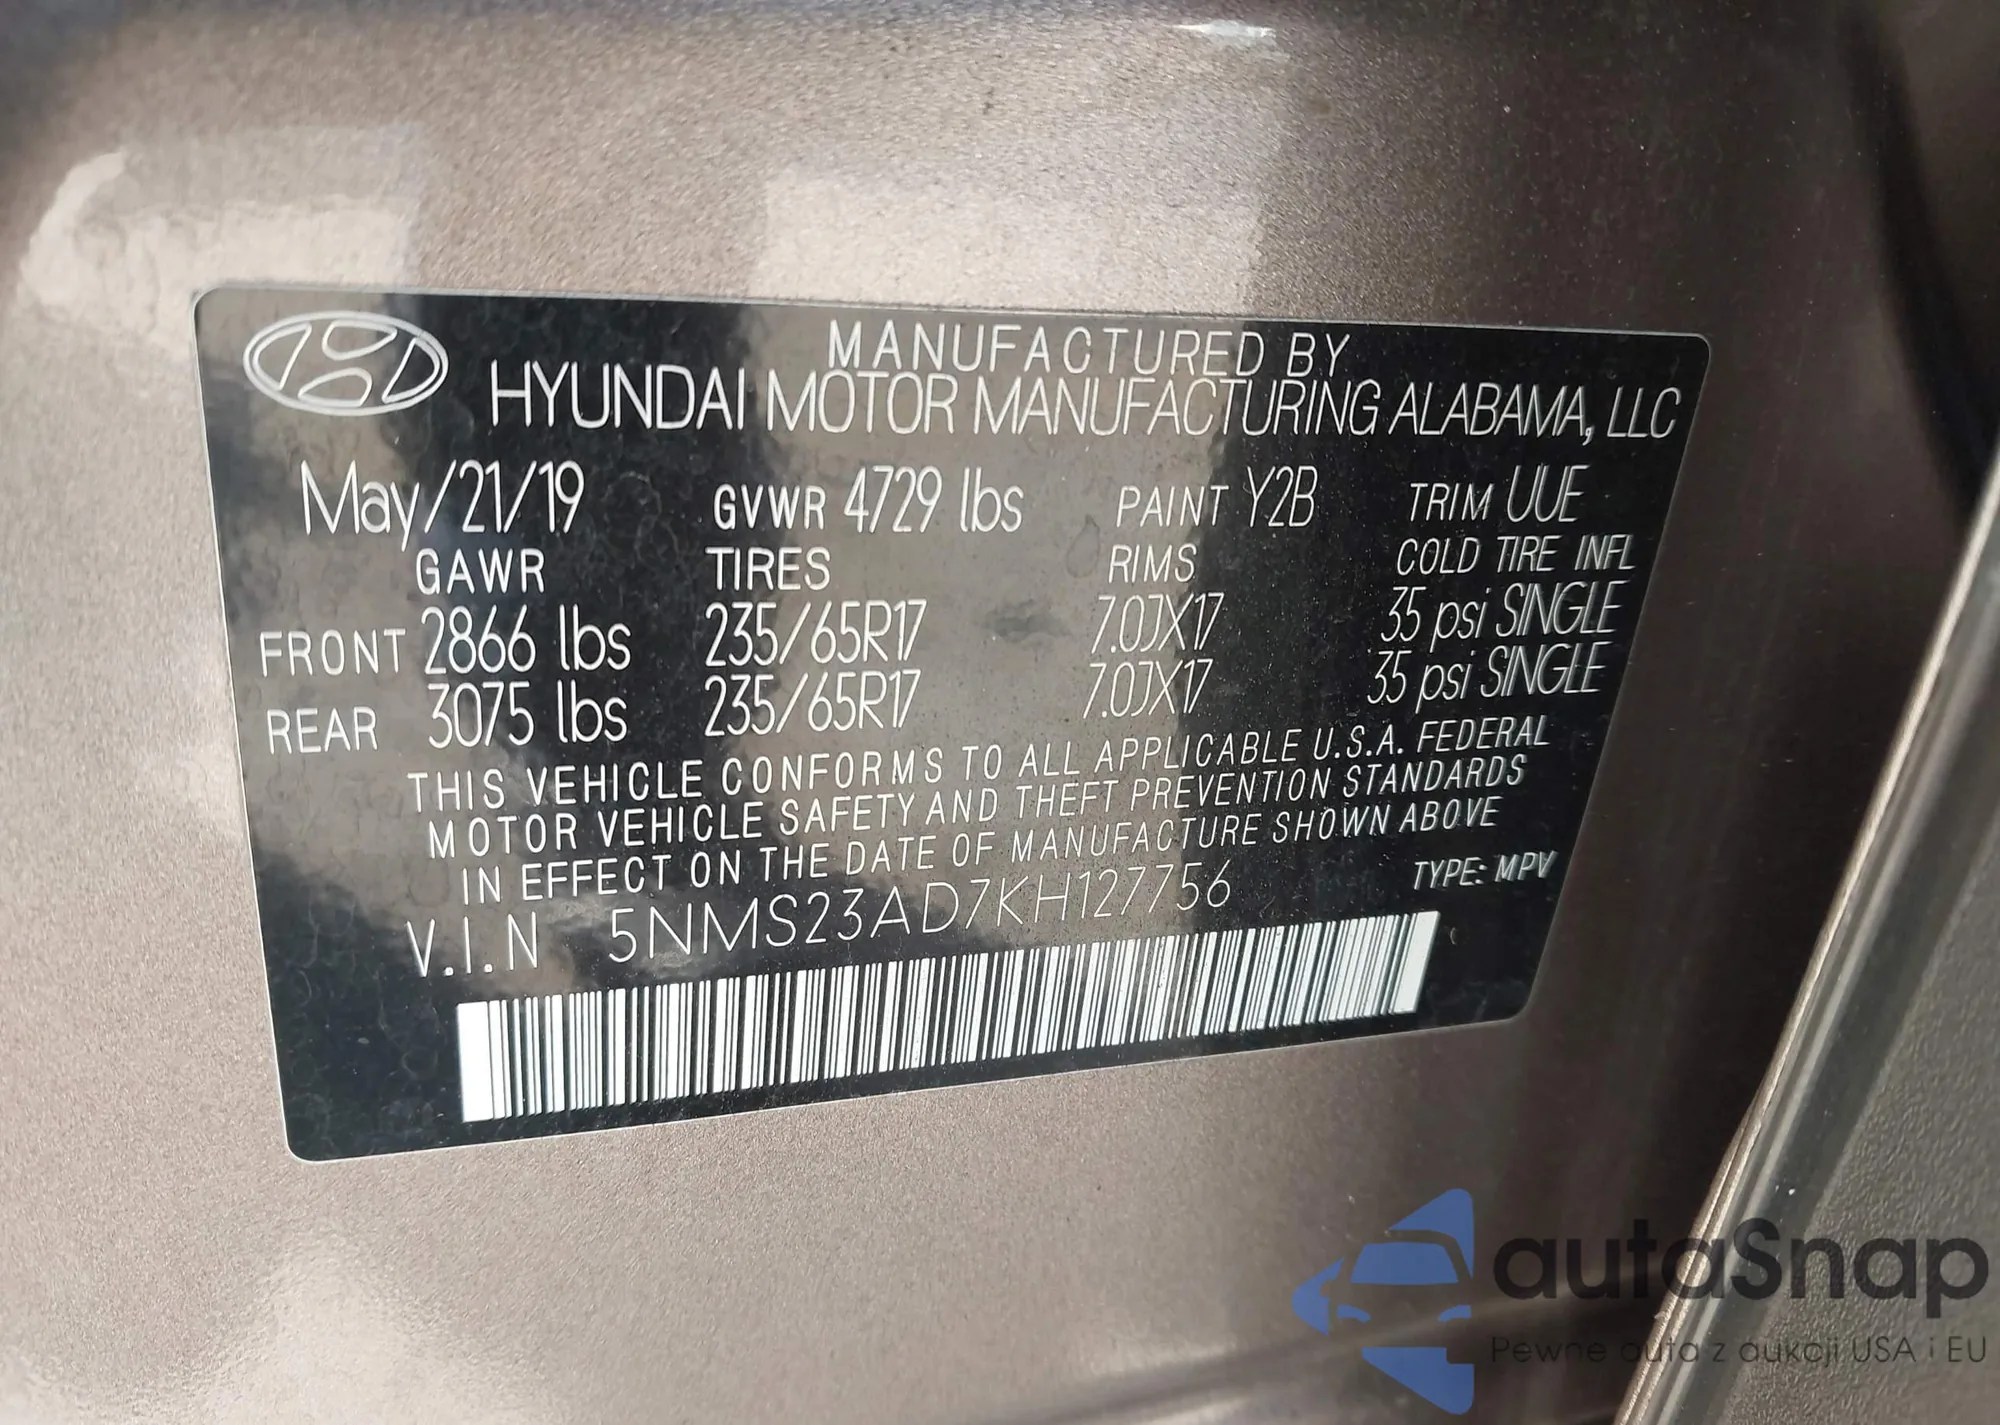 MANUFACTURED BY
HYUNDAI MOTOR MANUFACTURING ALABAMA, LLC
May/21/19 GVWR 4729 lbs PAINT Y2B TRIM UUE
GAWR TIRES RIMS COLD TIRE INFL
FRONT 2866 lbs 235/65R17 7.0JX17 35 psi SINGLE
REAR 3075 lbs 235/65R17 7.0JX17 35 psi SINGLE
THIS VEHICLE CONFORMS TO ALL APPLICABLE U.S.A. FEDERAL
MOTOR VEHICLE SAFETY AND THEFT PREVENTION STANDARDS
IN EFFECT ON THE DATE OF MANUFACTURE SHOWN ABOVE
V.I.N 5NMS23AD7KH127756 TYPE: MPV
autaSnap
Pewne auta z aukcji USA i EU